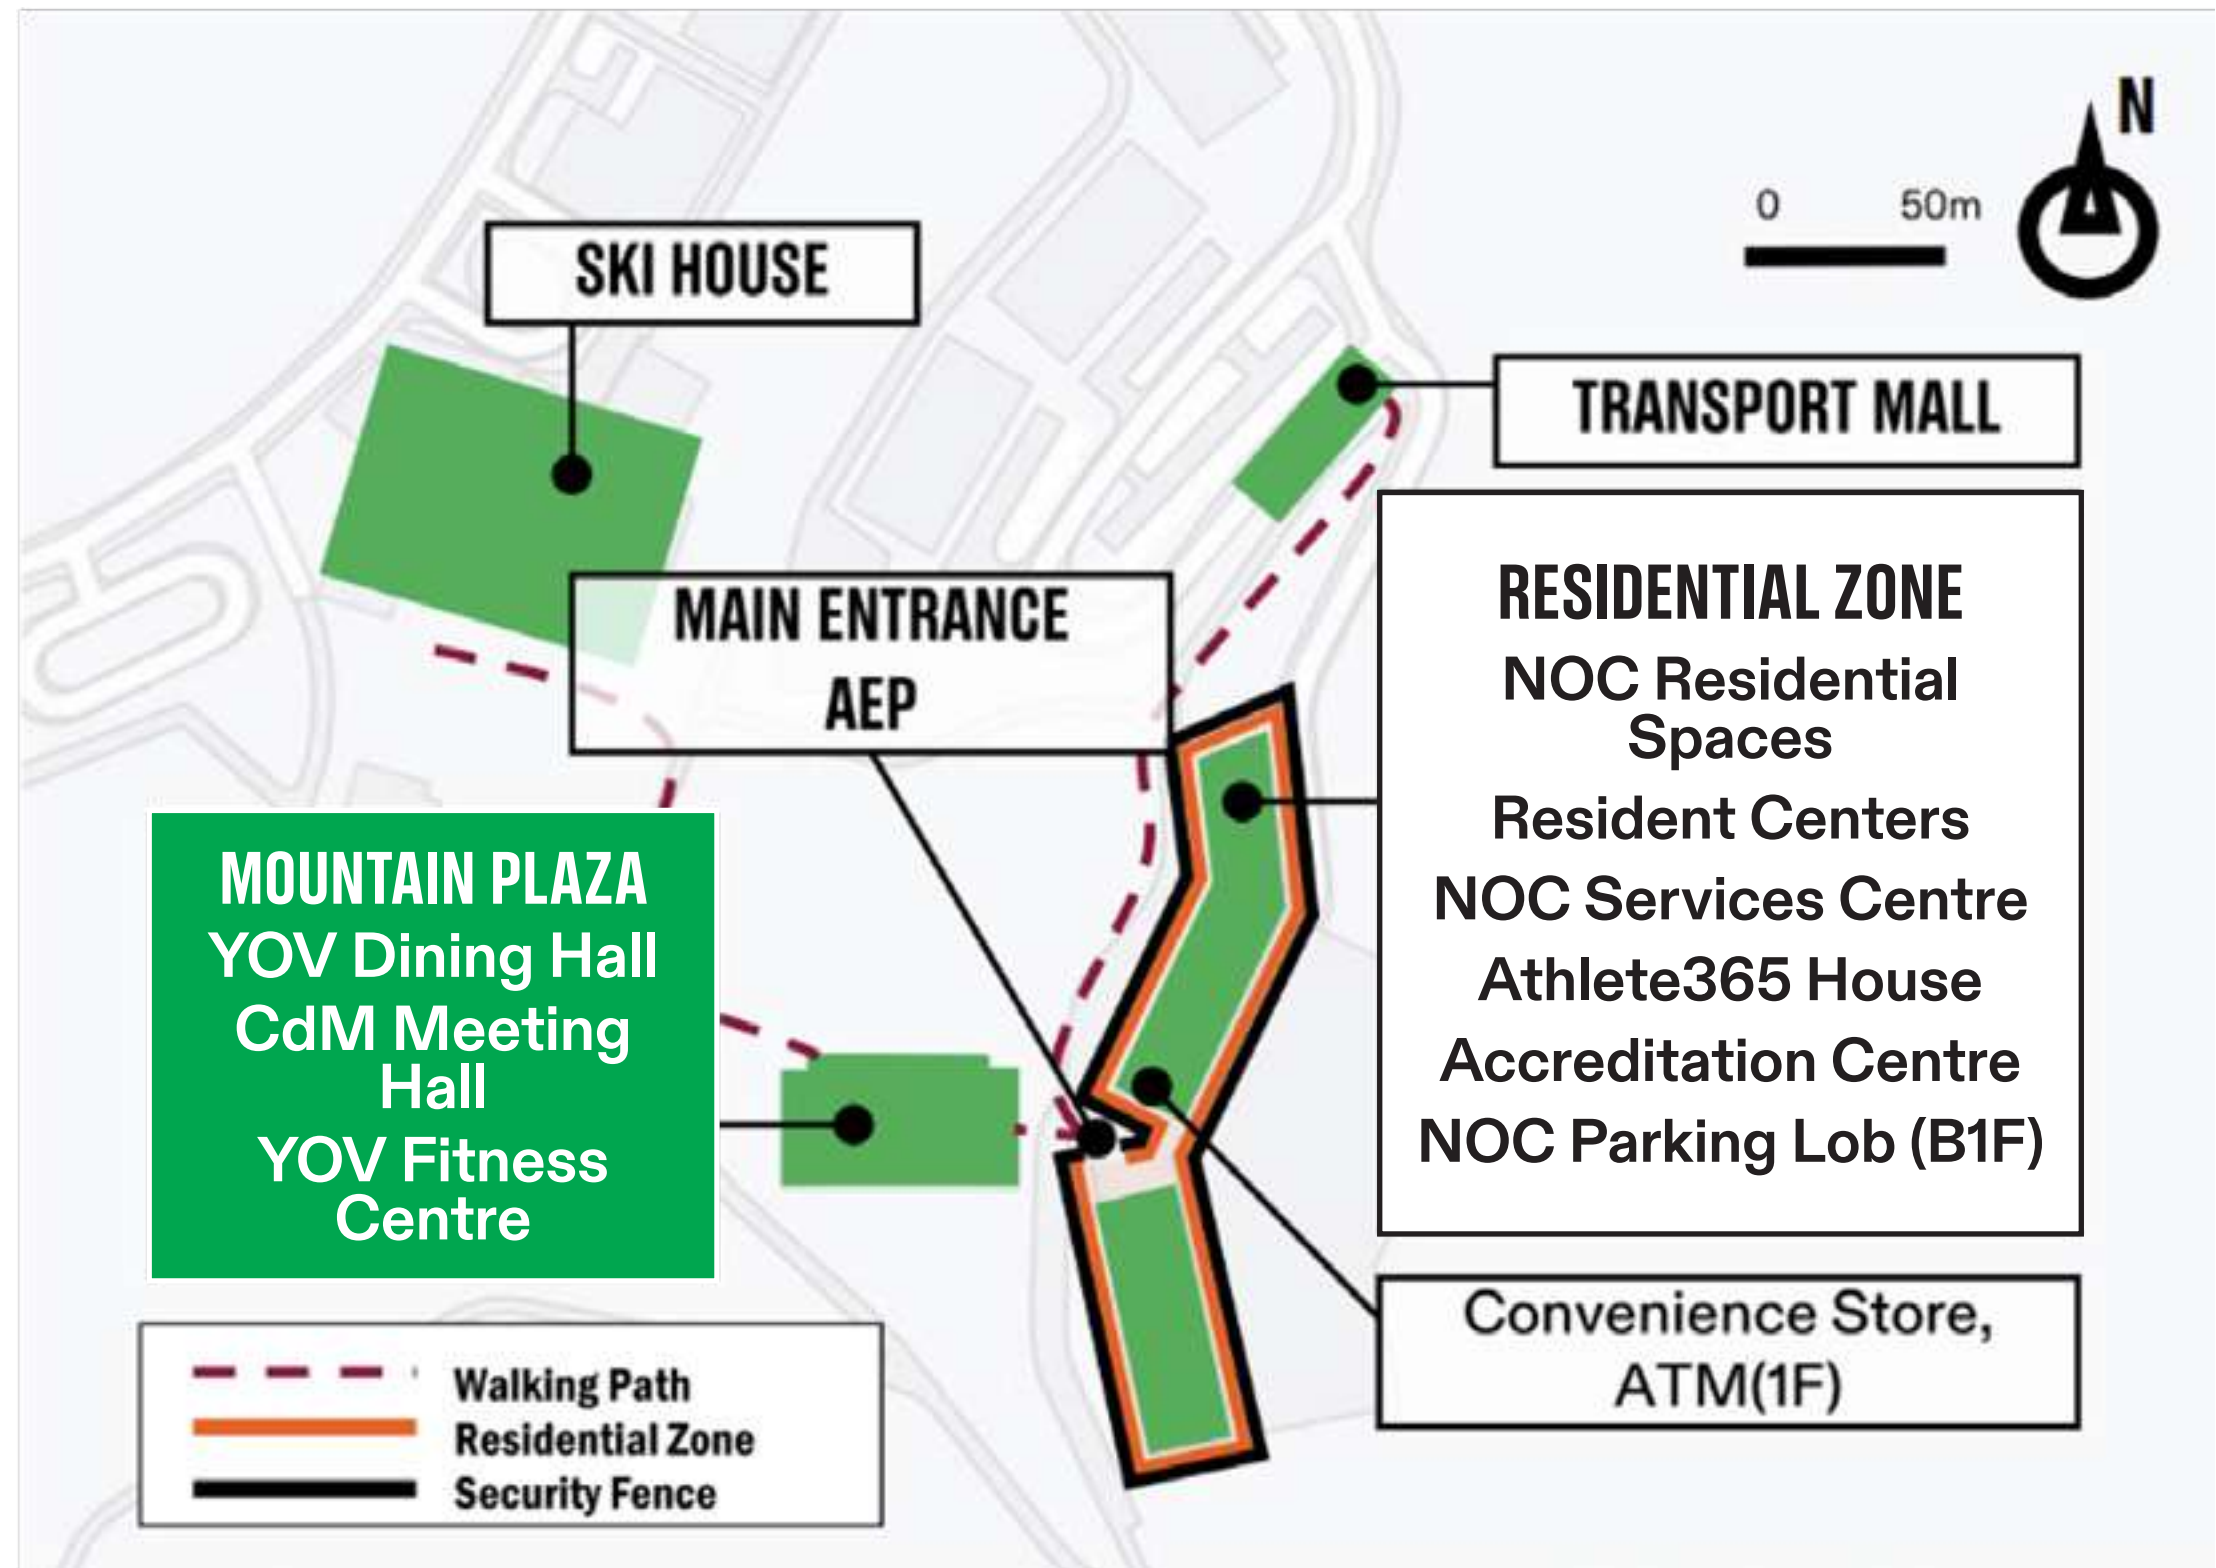 N
0 50m
SKI HOUSE
TRANSPORT MALL
MAIN ENTRANCE
AEP
RESIDENTIAL ZONE
NOC Residential
Spaces
Resident Centers
NOC Services Centre
Athlete365 House
Accreditation Centre
NOC Parking Lob (B1F)
MOUNTAIN PLAZA
YOV Dining Hall
CdM Meeting
Hall
YOV Fitness
Centre
Convenience Store,
ATM(1F)
Walking Path
Residential Zone
Security Fence